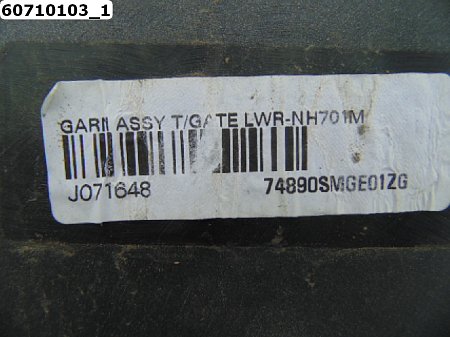 60710103_1
GARN ASSY T/GATE LWR-NH701M
J071648
74890SMGE01ZG